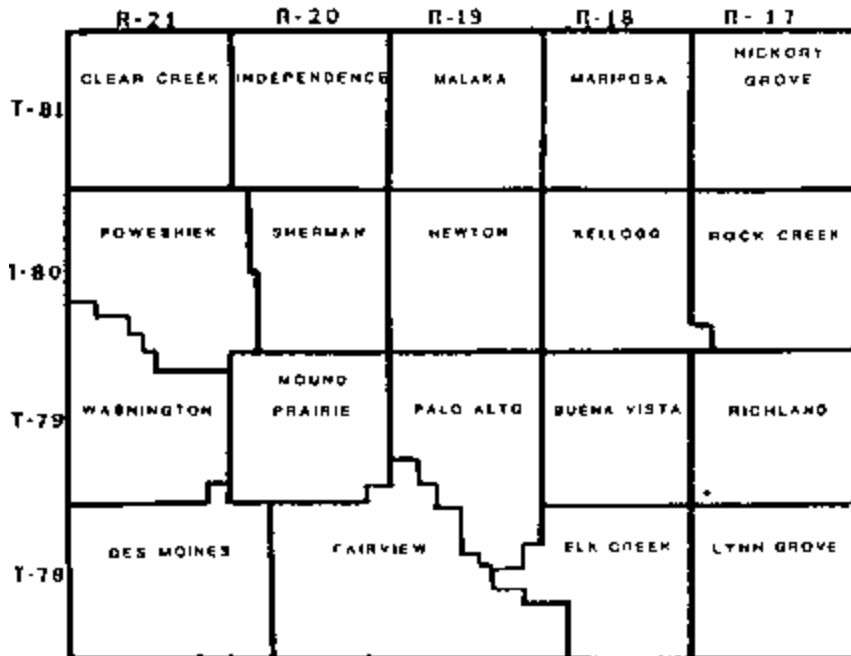 R-21 R-20 R-19 R-18 R-17
CLEAR CREEK INDEPENDENCE MALAKA MARIPOSA HICKORY
GROVE
T-81
POWESHIEK SHERMAN NEWTON KELLOGG ROCK CREEK
T-80
MOUND
WASHINGTON PRAIRIE PALO ALTO BUENA VISTA RICHLAND
T-79
DES MOINES FAIRVIEW ELK CREEK LYNN GROVE
T-78